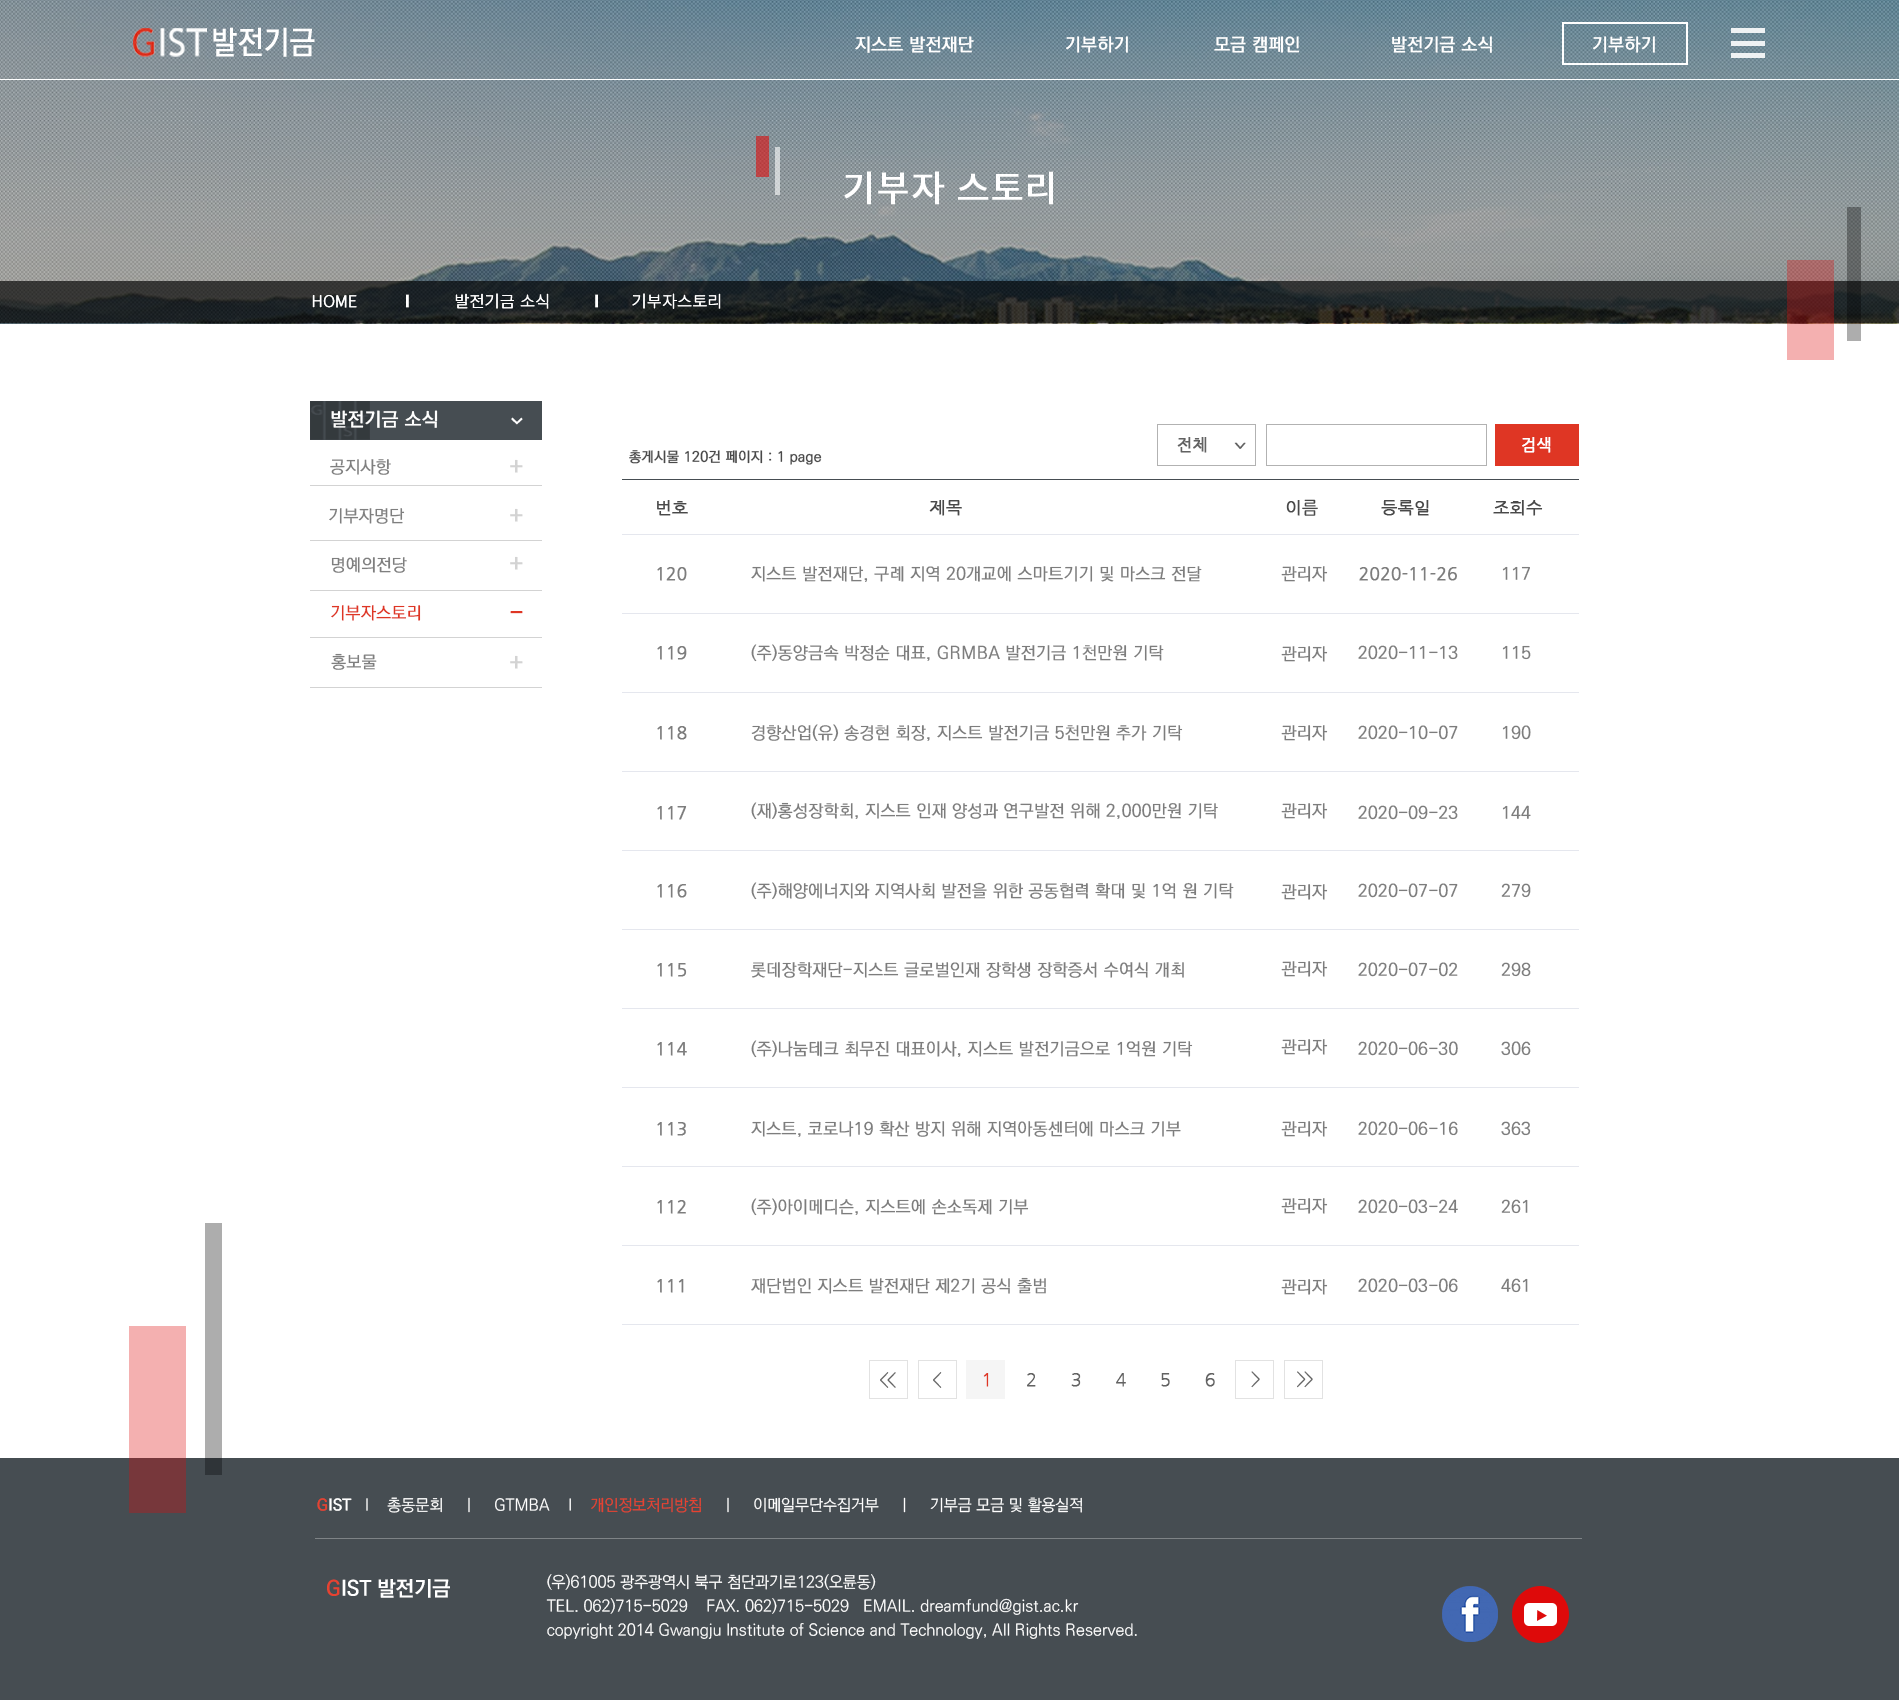 GIST 발전기금
지스트 발전재단 기부하기 모금 캠페인 발전기금 소식 기부하기
기부자 스토리
HOME 발전기금 소식 기부자스토리
발전기금 소식
공지사항
기부자명단
명예의전당
기부자스토리
홍보물
전체 검색
총게시물 120건 페이지 : 1 page
번호 제목 이름 등록일 조회수
120 지스트 발전재단, 구례 지역 20개교에 스마트기기 및 마스크 전달 관리자 2020-11-26 117
119 (주)동양금속 박정순 대표, GRMBA 발전기금 1천만원 기탁 관리자 2020-11-13 115
118 경향산업(유) 송경현 회장, 지스트 발전기금 5천만원 추가 기탁 관리자 2020-10-07 190
117 (재)홍성장학회, 지스트 인재 양성과 연구발전 위해 2,000만원 기탁 관리자 2020-09-23 144
116 (주)해양에너지와 지역사회 발전을 위한 공동협력 확대 및 1억 원 기탁 관리자 2020-07-07 279
115 롯데장학재단-지스트 글로벌인재 장학생 장학증서 수여식 개최 관리자 2020-07-02 298
114 (주)나눔테크 최무진 대표이사, 지스트 발전기금으로 1억원 기탁 관리자 2020-06-30 306
113 지스트, 코로나19 확산 방지 위해 지역아동센터에 마스크 기부 관리자 2020-06-16 363
112 (주)아이메디슨, 지스트에 손소독제 기부 관리자 2020-03-24 261
111 재단법인 지스트 발전재단 제2기 공식 출범 관리자 2020-03-06 461
1 2 3 4 5 6
GIST | 총동문회 | GTMBA | 개인정보처리방침 | 이메일무단수집거부 | 기부금 모금 및 활용실적
GIST 발전기금
(우)61005 광주광역시 북구 첨단과기로123(오룡동)
TEL. 062)715-5029 FAX. 062)715-5029 EMAIL. dreamfund@gist.ac.kr
copyright 2014 Gwangju Institute of Science and Technology, All Rights Reserved.